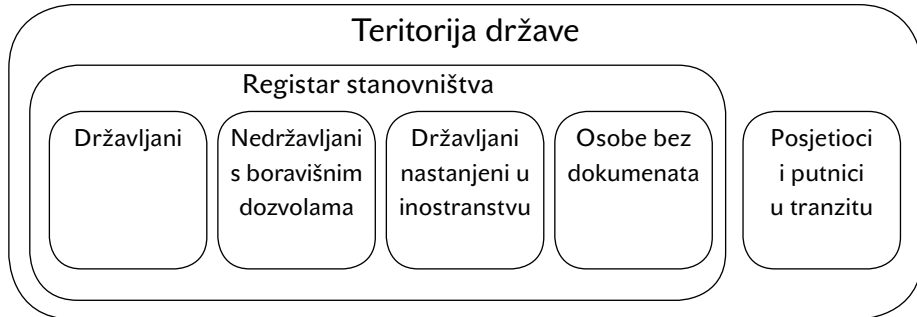 Teritorija države
Registar stanovništva
Državljani
Nedržavljani
s boravišnim
dozvolama
Državljani
nastanjeni u
inostranstvu
Osobe bez
dokumenata
Posjetioci
i putnici
u tranzitu